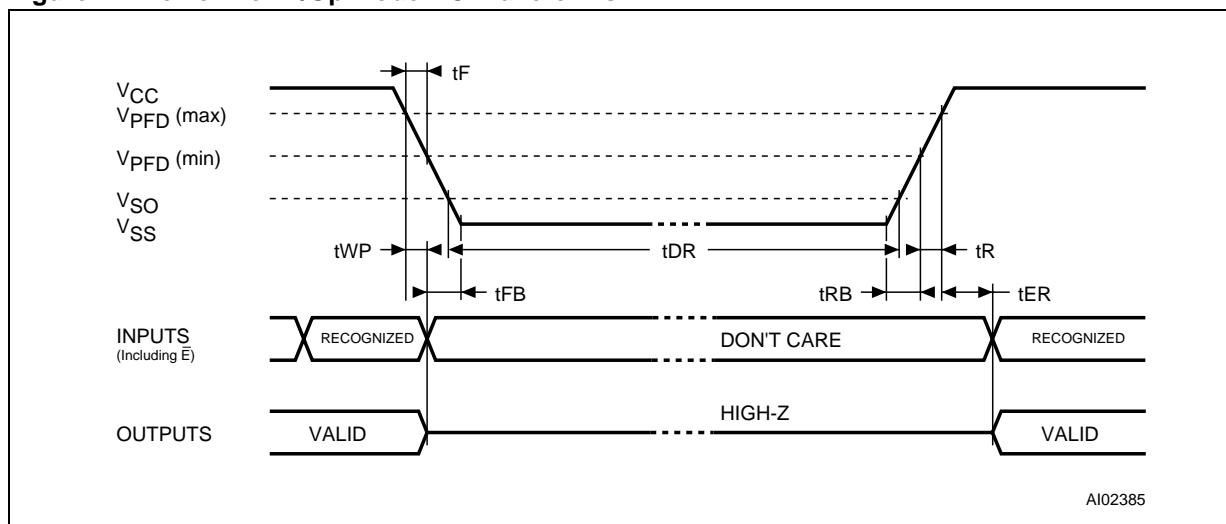 tF
VCC
VPFD (max)
VPFD (min)
VSO
VSS
tWP
tDR
tR
tFB
tRB
tER
INPUTS
(Including E̅)
RECOGNIZED
DON'T CARE
RECOGNIZED
HIGH-Z
OUTPUTS
VALID
VALID
AI02385